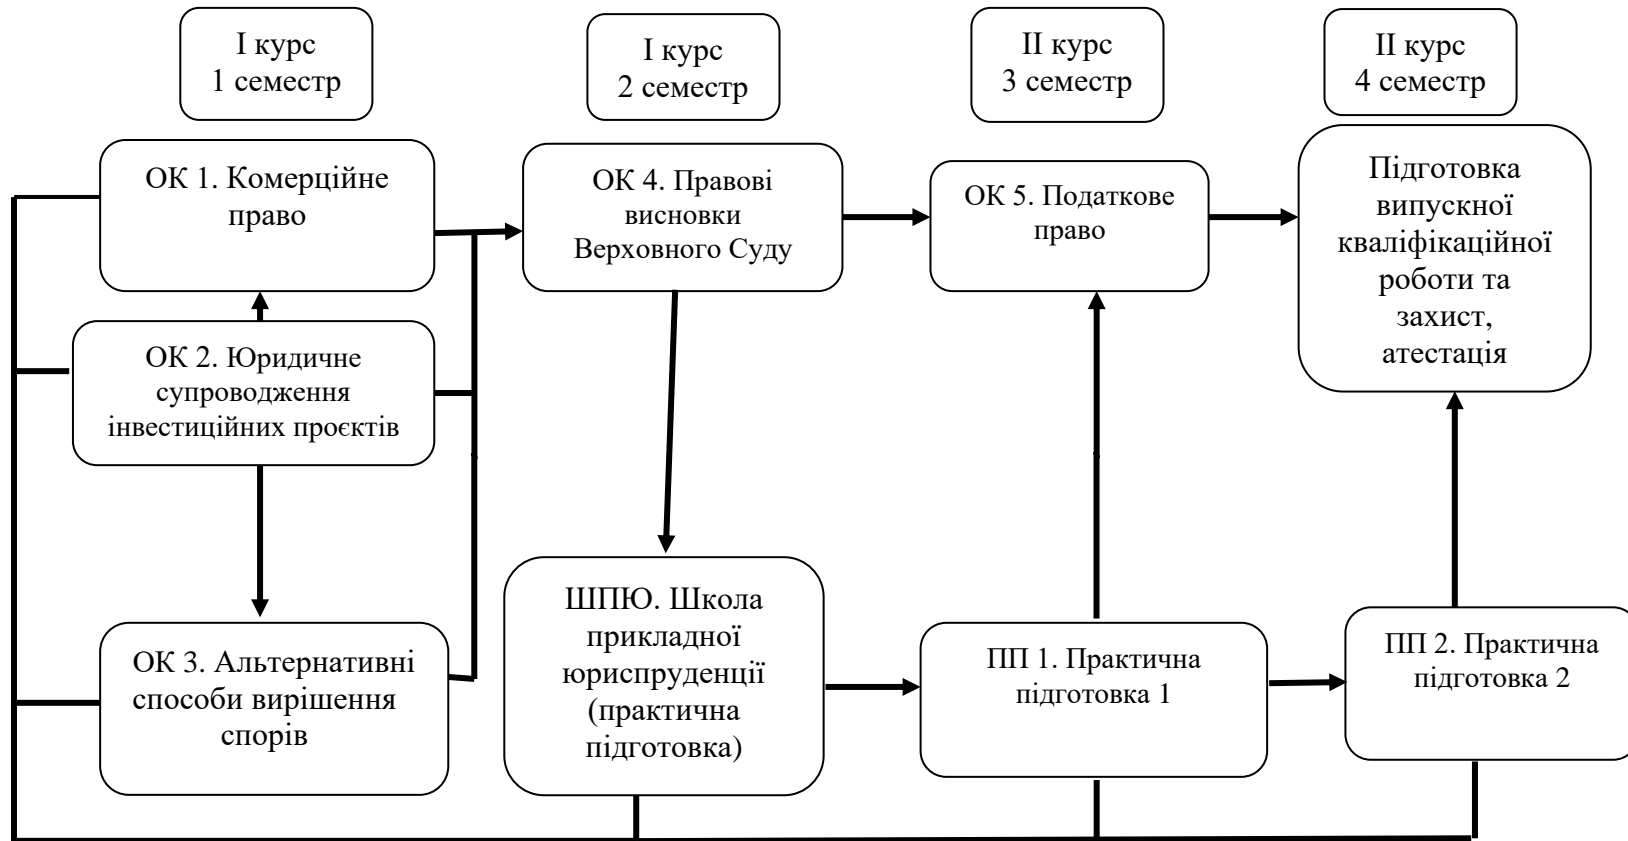 І курс
1 семестр
І курс
2 семестр
ІІ курс
3 семестр
ІІ курс
4 семестр
ОК 1. Комерційне
право
ОК 4. Правові
висновки
Верховного Суду
ОК 5. Податкове
право
Підготовка
випускної
кваліфікаційної
роботи та
захист,
атестація
ОК 2. Юридичне
супроводження
інвестиційних проєктів
ОК 3. Альтернативні
способи вирішення
спорів
ШПЮ. Школа
прикладної
юриспруденції
(практична
підготовка)
ПП 1. Практична
підготовка 1
ПП 2. Практична
підготовка 2